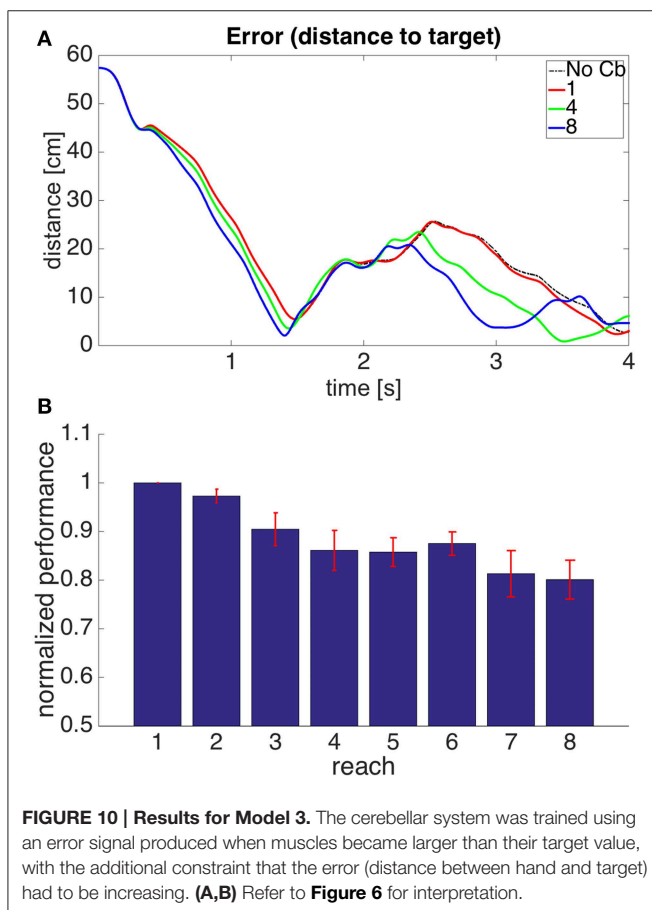 A
Error (distance to target)
60
50
40
30
20
10
0
distance [cm]
No Cb
1
4
8
1
2
3
4
time [s]
B
1.1
1
0.9
0.8
0.7
0.6
0.5
normalized performance
1
2
3
4
5
6
7
8
reach
FIGURE 10 | Results for Model 3. The cerebellar system was trained using
an error signal produced when muscles became larger than their target value,
with the additional constraint that the error (distance between hand and target)
had to be increasing. (A,B) Refer to Figure 6 for interpretation.